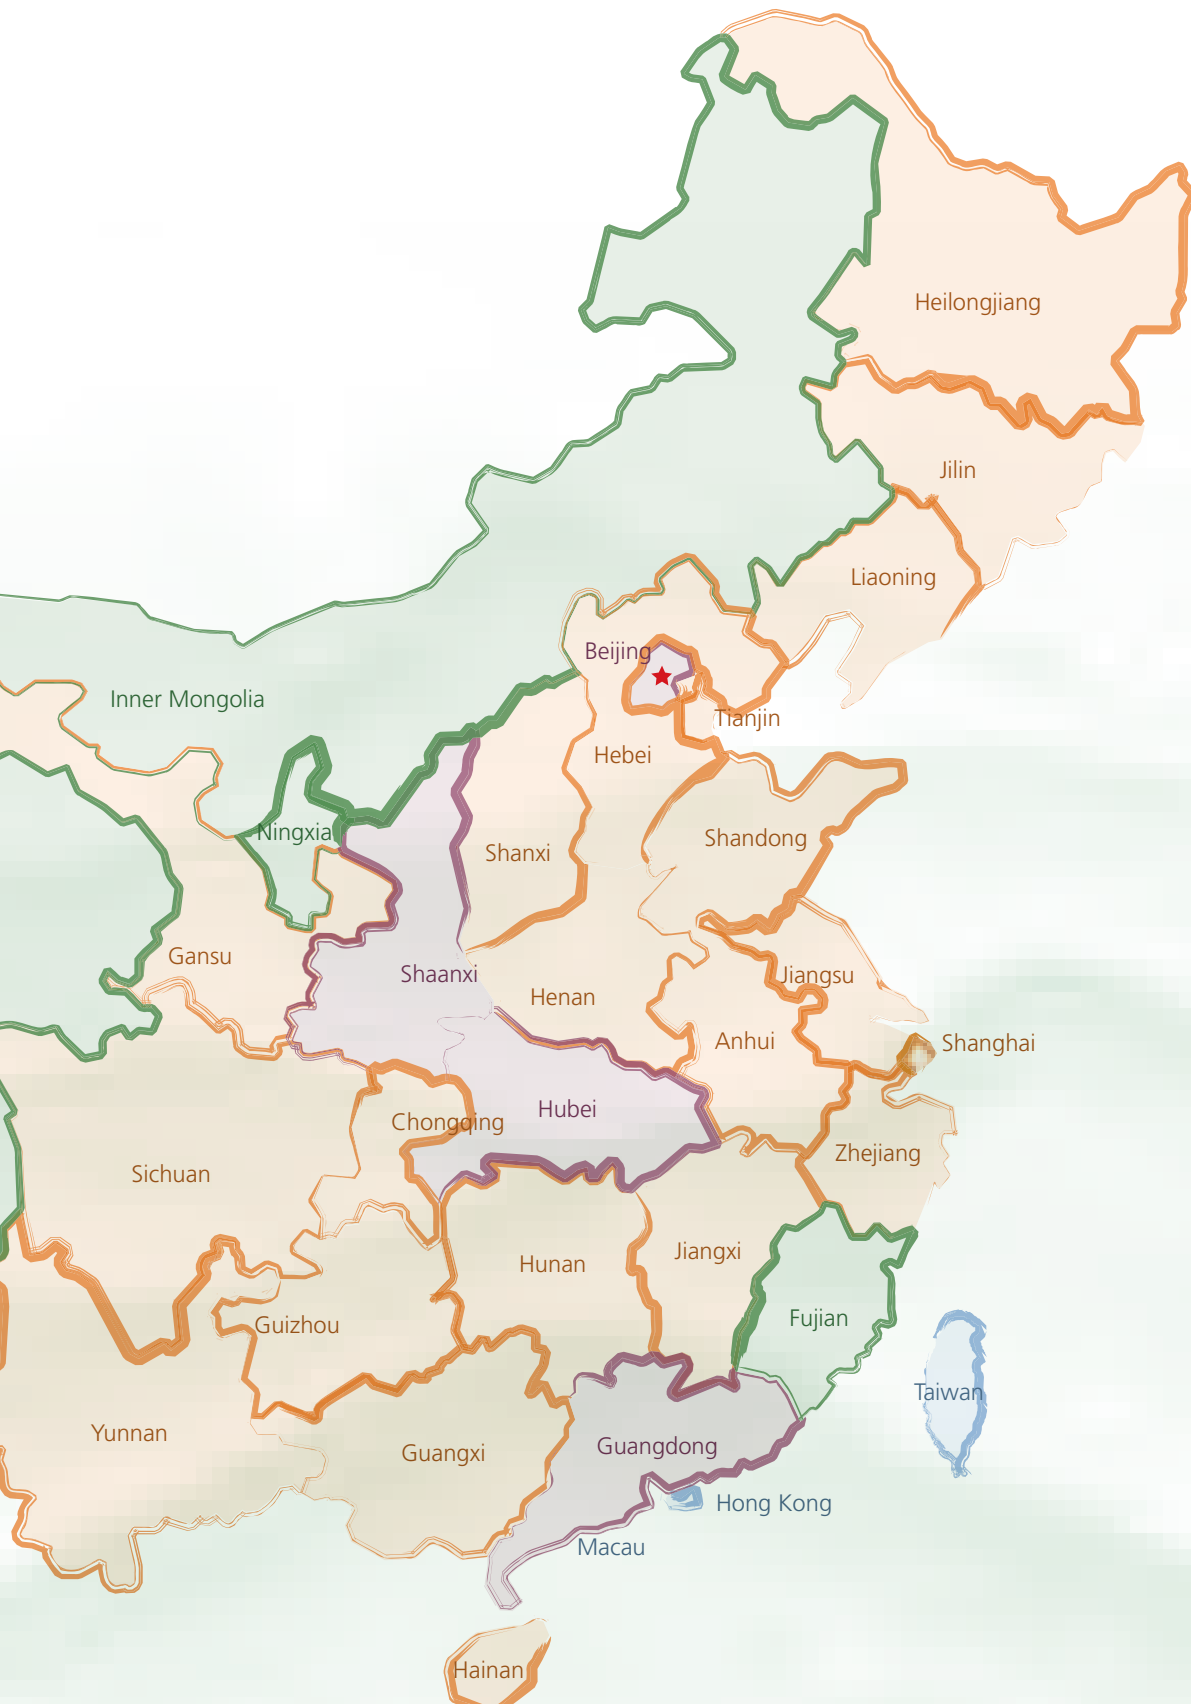 Heilongjiang
Jilin
Liaoning
Beijing
Inner Mongolia
Tianjin
Hebei
Ningxia
Shandong
Shanxi
Gansu
Shaanxi
Jiangsu
Henan
Anhui
Shanghai
Hubei
Chongqing
Zhejiang
Sichuan
Jiangxi
Hunan
Fujian
Guizhou
Taiwan
Yunnan
Guangdong
Guangxi
Hong Kong
Macau
Hainan